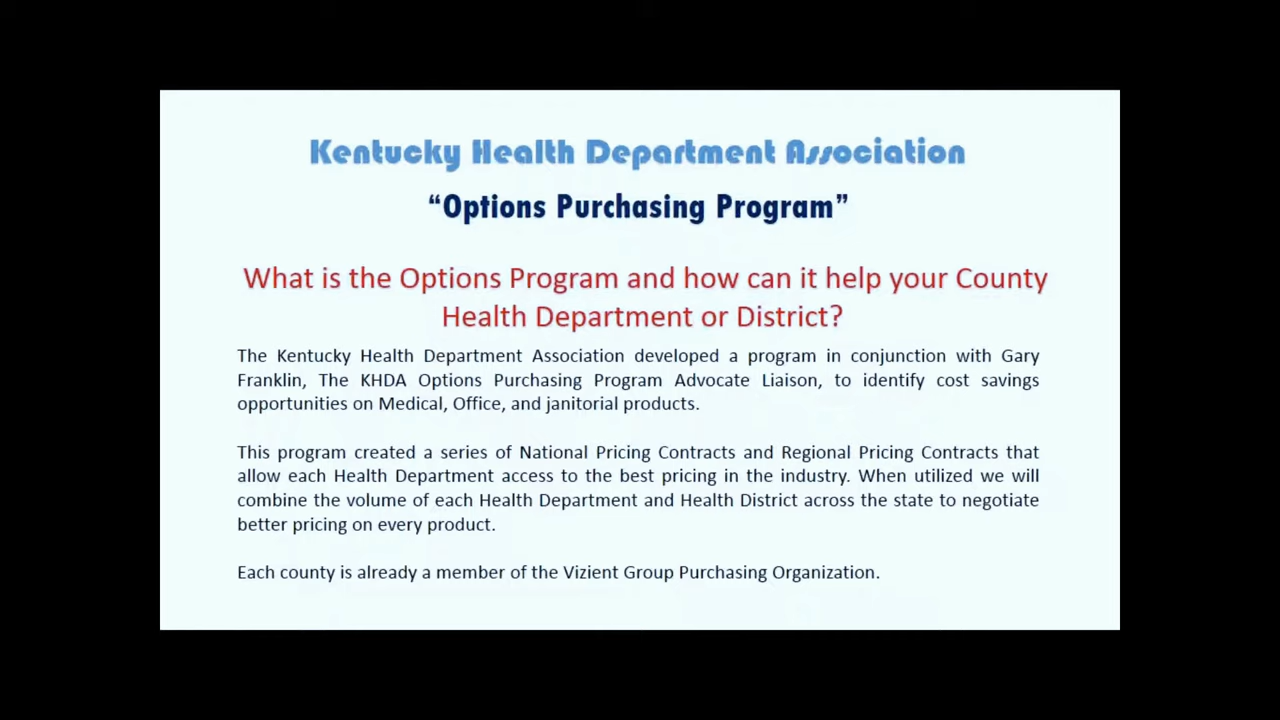 Kentucky Health Department Association
“Options Purchasing Program”
What is the Options Program and how can it help your County
Health Department or District?
The Kentucky Health Department Association developed a program in conjunction with Gary
Franklin, The KHDA Options Purchasing Program Advocate Liaison, to identify cost savings
opportunities on Medical, Office, and janitorial products.
This program created a series of National Pricing Contracts and Regional Pricing Contracts that
allow each Health Department access to the best pricing in the industry. When utilized we will
combine the volume of each Health Department and Health District across the state to negotiate
better pricing on every product.
Each county is already a member of the Vizient Group Purchasing Organization.